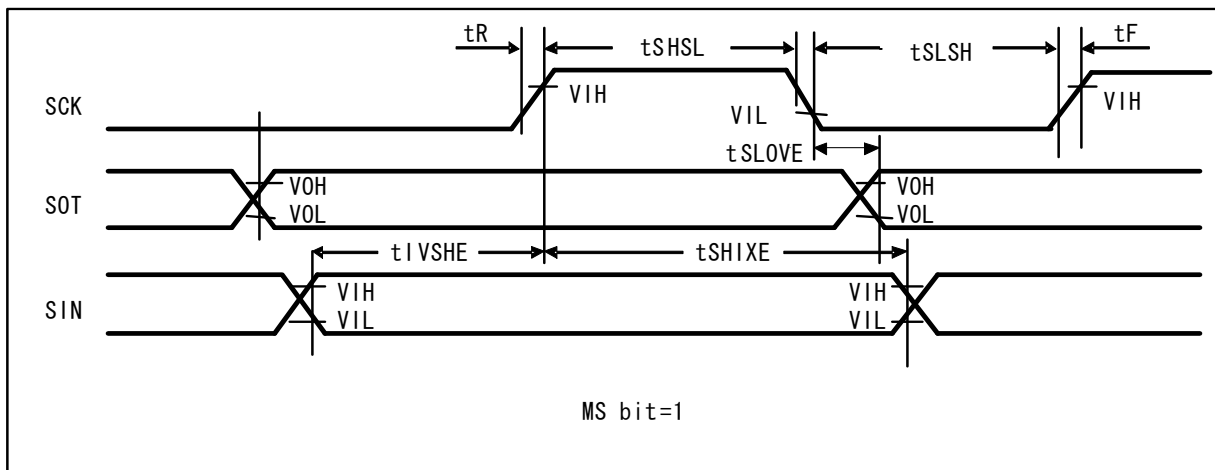 tR tSHSL tSLSH tF
SCK VIH VIL VIH
tSLOVE
SOT VOH VOH
VOL VOL
tIVSHE tSHIXE
SIN VIH VIH
VIL VIL
MS bit=1